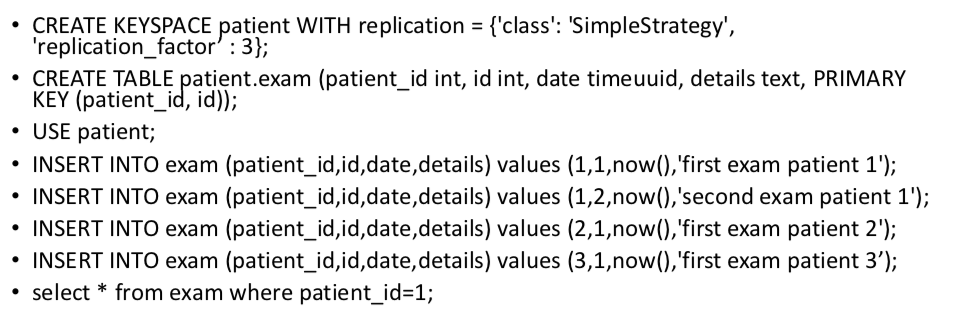 • CREATE KEYSPACE patient WITH replication = {'class': 'SimpleStrategy',
'replication_factor’ : 3};
• CREATE TABLE patient.exam (patient_id int, id int, date timeuuid, details text, PRIMARY
KEY (patient_id, id));
• USE patient;
• INSERT INTO exam (patient_id,id,date,details) values (1,1,now(),'first exam patient 1');
• INSERT INTO exam (patient_id,id,date,details) values (1,2,now(),'second exam patient 1');
• INSERT INTO exam (patient_id,id,date,details) values (2,1,now(),'first exam patient 2');
• INSERT INTO exam (patient_id,id,date,details) values (3,1,now(),'first exam patient 3’);
• select * from exam where patient_id=1;